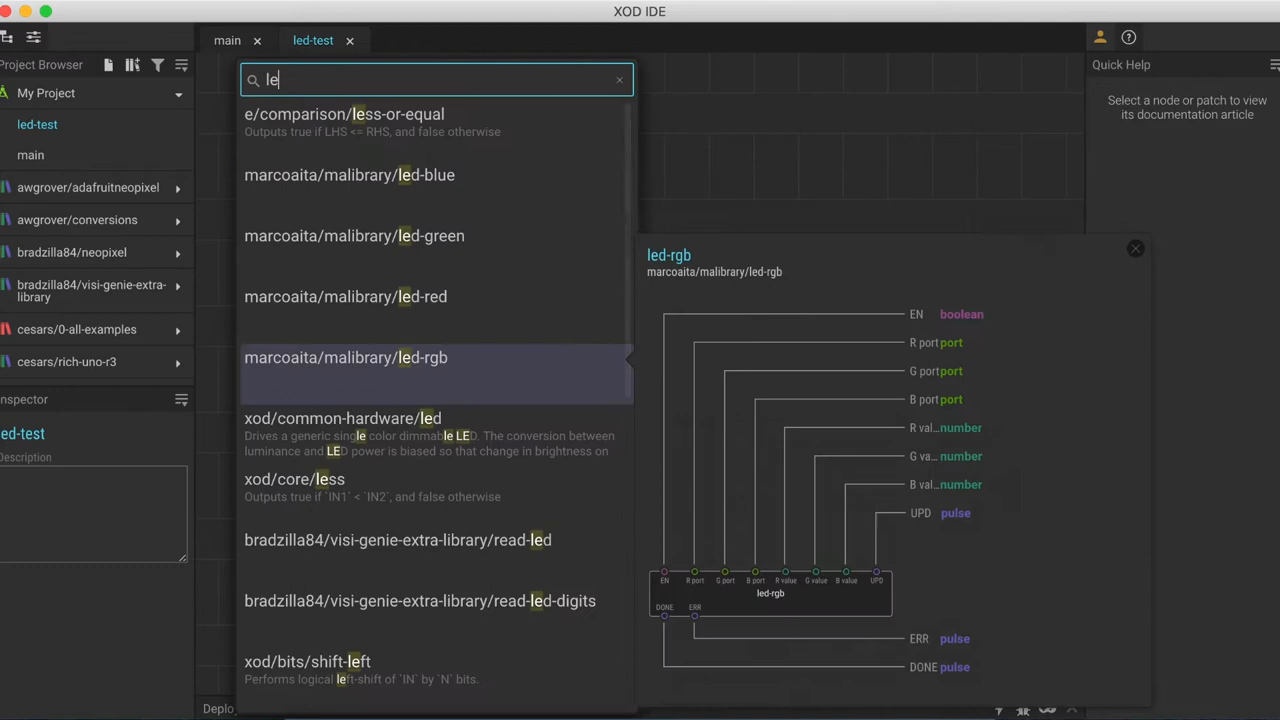 XOD IDE
main
led-test
Project Browser
My Project
led-test
main
awgrover/adafruitneopixel
awgrover/conversions
bradzilla84/neopixel
bradzilla84/visi-genie-extra-
library
cesars/0-all-examples
cesars/rich-uno-r3
nspector
ed-test
Description
le
e/comparison/less-or-equal
Outputs true if LHS <= RHS, and false otherwise
marcoaita/malibrary/led-blue
marcoaita/malibrary/led-green
marcoaita/malibrary/led-red
marcoaita/malibrary/led-rgb
xod/common-hardware/led
Drives a generic single color dimmable LED. The conversion between
luminance and LED power is biased so that change in brightness on
xod/core/less
Outputs true if `IN1` < `IN2`, and false otherwise
bradzilla84/visi-genie-extra-library/read-led
bradzilla84/visi-genie-extra-library/read-led-digits
xod/bits/shift-left
Performs logical left-shift of `IN` by `N` bits.
Deplo
led-rgb
marcoaita/malibrary/led-rgb
EN boolean
R port port
G port port
B port port
R val... number
G va... number
B val... number
UPD pulse
EN R port G port B port R value G value B value UPD
led-rgb
DONE ERR
ERR pulse
DONE pulse
Quick Help
Select a node or patch to view
its documentation article